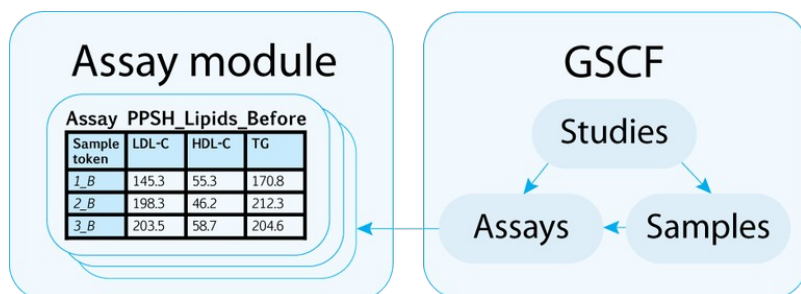 Assay module
Assay PPSH_Lipids_Before
Sample token LDL-C HDL-C TG
1_B 145.3 55.3 170.8
2_B 198.3 46.2 212.3
3_B 203.5 58.7 204.6
GSCF
Studies
Assays Samples